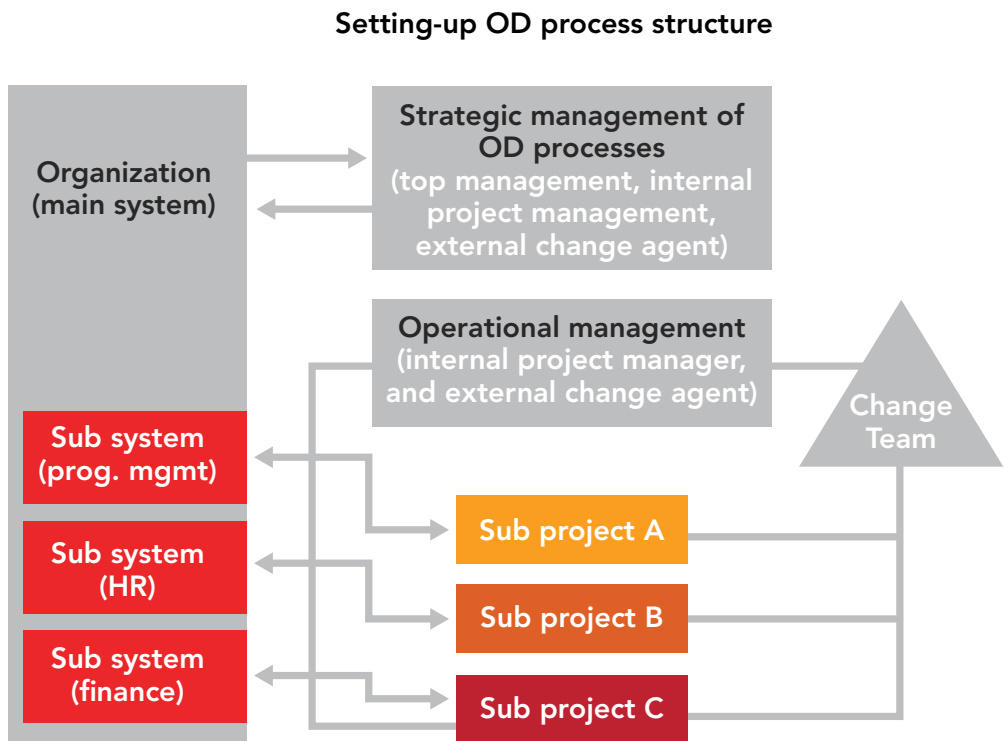 Setting-up OD process structure
Organization
(main system)
Strategic management of
OD processes
(top management, internal
project management,
external change agent)
Operational management
(internal project manager,
and external change agent)
Change
Team
Sub system
(prog. mgmt)
Sub system
(HR)
Sub system
(finance)
Sub project A
Sub project B
Sub project C